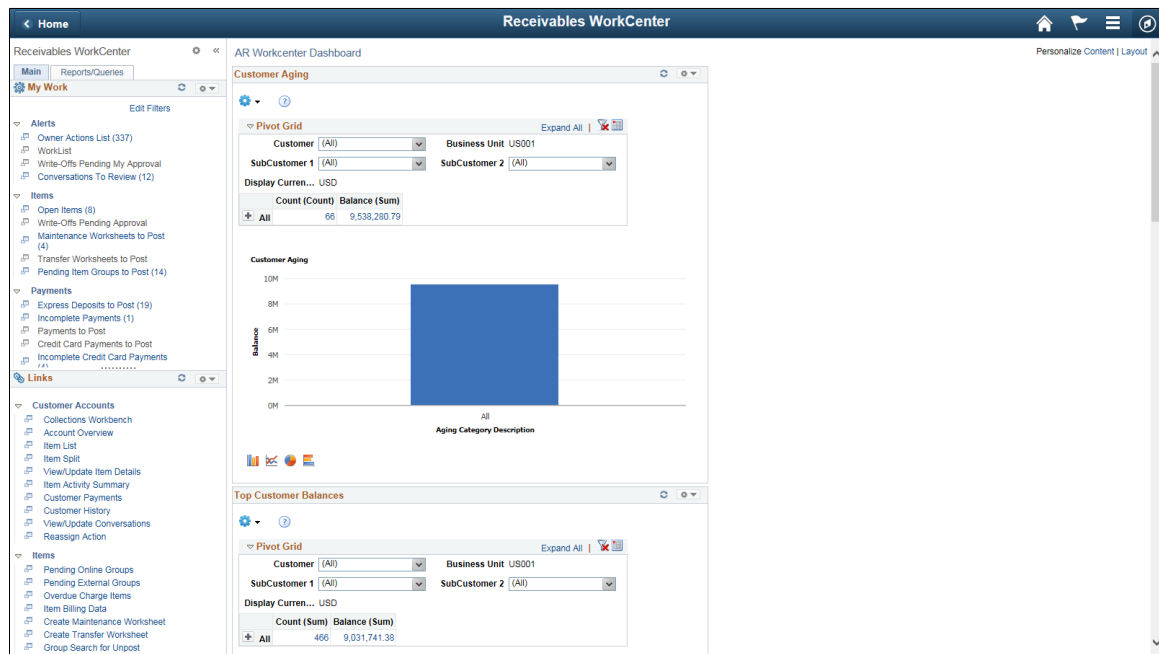 Home
Receivables WorkCenter
Receivables WorkCenter
Main
Reports/Queries
My Work
Edit Filters
Alerts
Owner Actions List (337)
WorkList
Write-Offs Pending My Approval
Conversations To Review (12)
Items
Open Items (8)
Write-Offs Pending Approval
Maintenance Worksheets to Post
(4)
Transfer Worksheets to Post
Pending Item Groups to Post (14)
Payments
Express Deposits to Post (19)
Incomplete Payments (1)
Payments to Post
Credit Card Payments to Post
Incomplete Credit Card Payments
Links
Customer Accounts
Collections Workbench
Account Overview
Item List
Item Split
View/Update Item Details
Item Activity Summary
Customer Payments
Customer History
View/Update Conversations
Reassign Action
Items
Pending Online Groups
Pending External Groups
Overdue Charge Items
Item Billing Data
Create Maintenance Worksheet
Create Transfer Worksheet
Group Search for Unpost
AR Workcenter Dashboard
Personalize Content | Layout
Customer Aging
Pivot Grid
Expand All |
Customer (All) Business Unit US001
SubCustomer 1 (All) SubCustomer 2 (All)
Display Curren... USD
Count (Count) Balance (Sum)
All 66 9,538,280.79
Customer Aging
10M
8M
6M
4M
2M
0M
Balance
All
Aging Category Description
Top Customer Balances
Pivot Grid
Expand All |
Customer (All) Business Unit US001
SubCustomer 1 (All) SubCustomer 2 (All)
Display Curren... USD
Count (Sum) Balance (Sum)
All 466 9,031,741.38